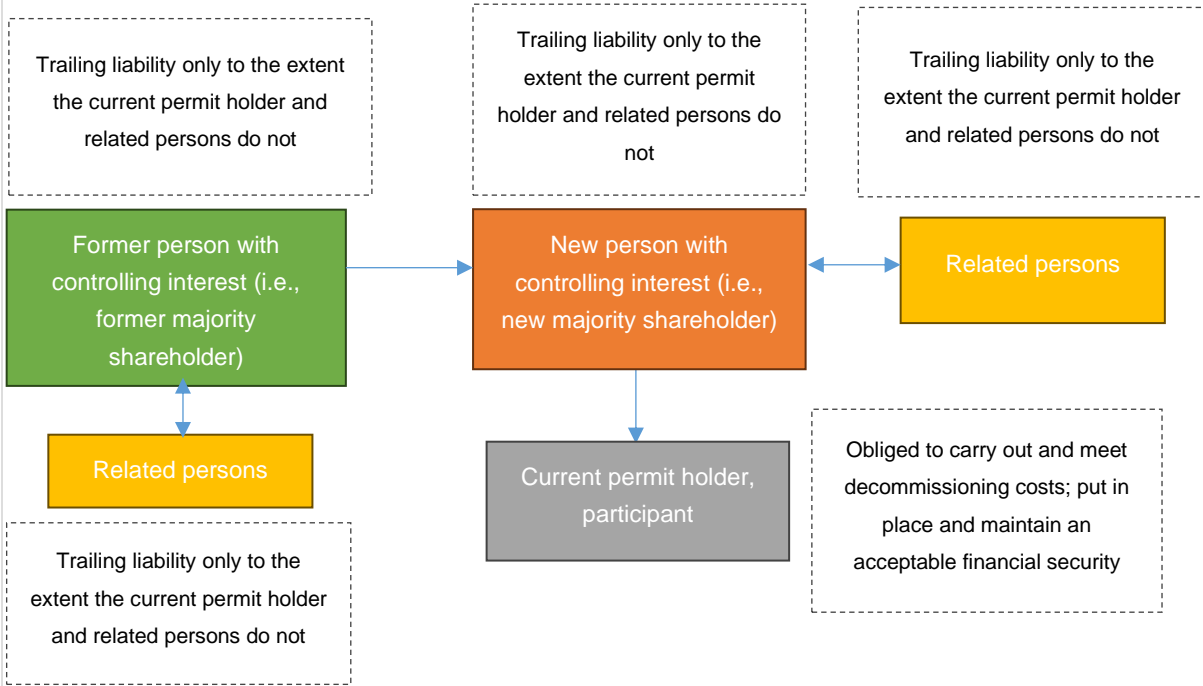 Trailing liability only to the extent
the current permit holder and
related persons do not
Trailing liability only to the
extent the current permit
holder and related persons do
not
Trailing liability only to the
extent the current permit holder
and related persons do not
Former person with
controlling interest (i.e.,
former majority
shareholder)
New person with
controlling interest (i.e.,
new majority shareholder)
Related persons
Related persons
Current permit holder,
participant
Obliged to carry out and meet
decommissioning costs; put in
place and maintain an
acceptable financial security
Trailing liability only to the
extent the current permit holder
and related persons do not